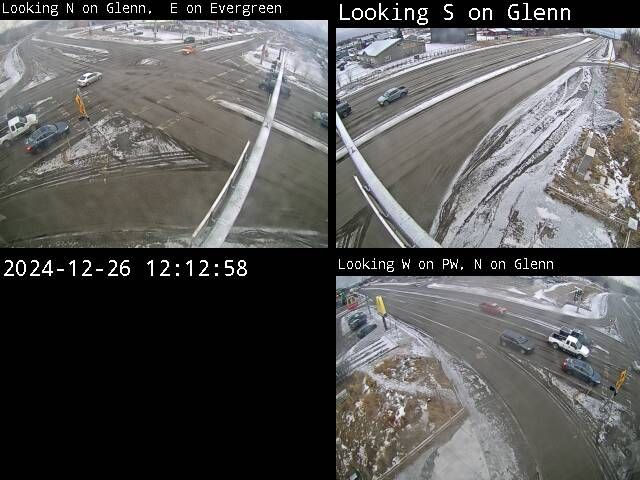 Looking N on Glenn,  E on Evergreen
Looking S on Glenn
2024-12-26 12:12:58
Looking W on PW, N on Glenn